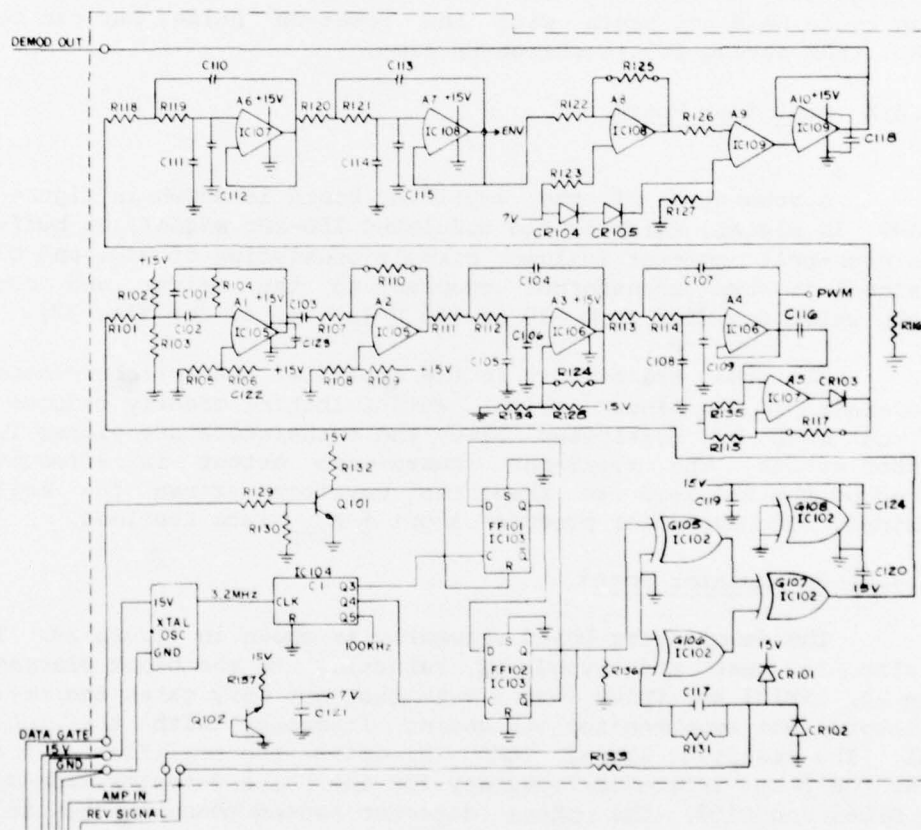 DEMOD OUT
C110
C113
R125
R118
R119
A6
+15V
R120
R121
A7
+15V
R122
A8
R126
A9
A10
+15V
IC107
IC108
ENV
IC108
IC109
IC109
C118
C111
C114
C112
C115
R123
7V
CR104
CR105
R127
+15V
R102
C101
R104
A1
+15V
C103
R110
A2
C104
C107
PWM
C116
R116
R101
C102
R103
IC105
R107
IC105
R111
R112
C106
A3
+15V
R113
R114
A4
IC106
IC106
C123
C105
C108
C109
R124
R105
R106
+15V
C122
R108
R109
+15V
R134
R128
15V
R135
A5
IC107
CR103
R115
R117
15V
R132
R129
Q101
R130
D
S
Q
FF101
IC103
C
Q
R
15V
C119
G105
IC102
G108
IC102
C124
C120
15V
G107
IC102
G106
IC102
IC104
C1
Q3
CLK
Q4
R
Q5
15V
3.2MHz
XTAL
OSC
GND
100KHz
15V
R137
Q102
+0.7V
C121
D
S
Q
FF102
IC103
C
Q
R
R136
15V
CR101
C117
R131
CR102
R133
DATA GATE
15V
GND
AMP IN
REV SIGNAL